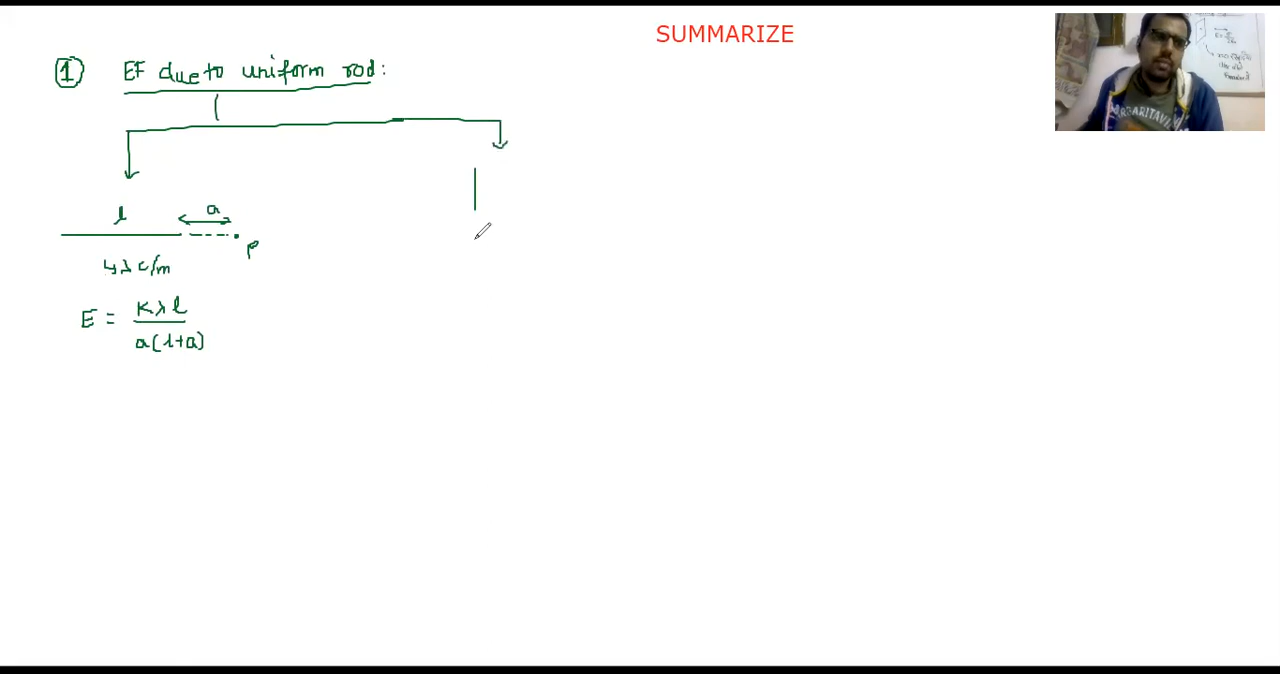 SUMMARIZE
1 EF due to uniform rod:
l
a
P
λ c/m
E = Kλl / a(l+a)